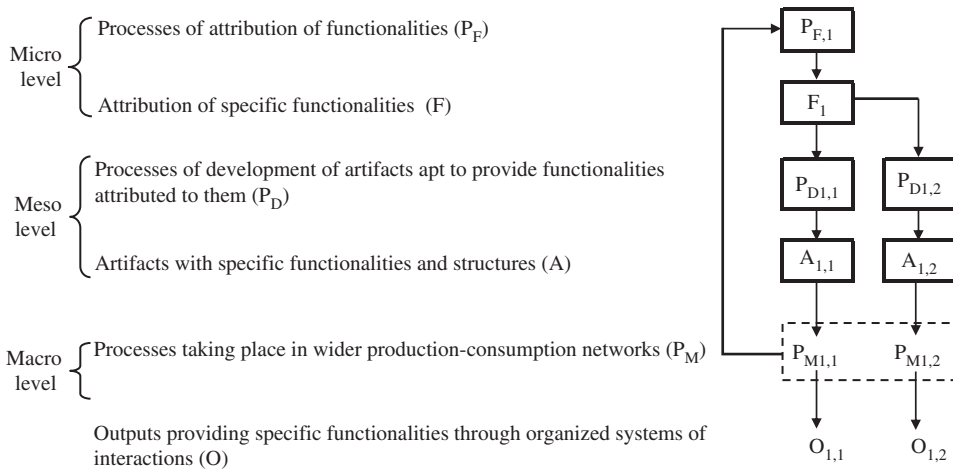 Micro
level
Processes of attribution of functionalities (P_F)
Attribution of specific functionalities (F)
Meso
level
Processes of development of artifacts apt to provide functionalities
attributed to them (P_D)
Artifacts with specific functionalities and structures (A)
Macro
level
Processes taking place in wider production-consumption networks (P_M)
Outputs providing specific functionalities through organized systems of
interactions (O)
P_F,1
F_1
P_D1,1 P_D1,2
A_1,1 A_1,2
P_M1,1 P_M1,2
O_1,1 O_1,2